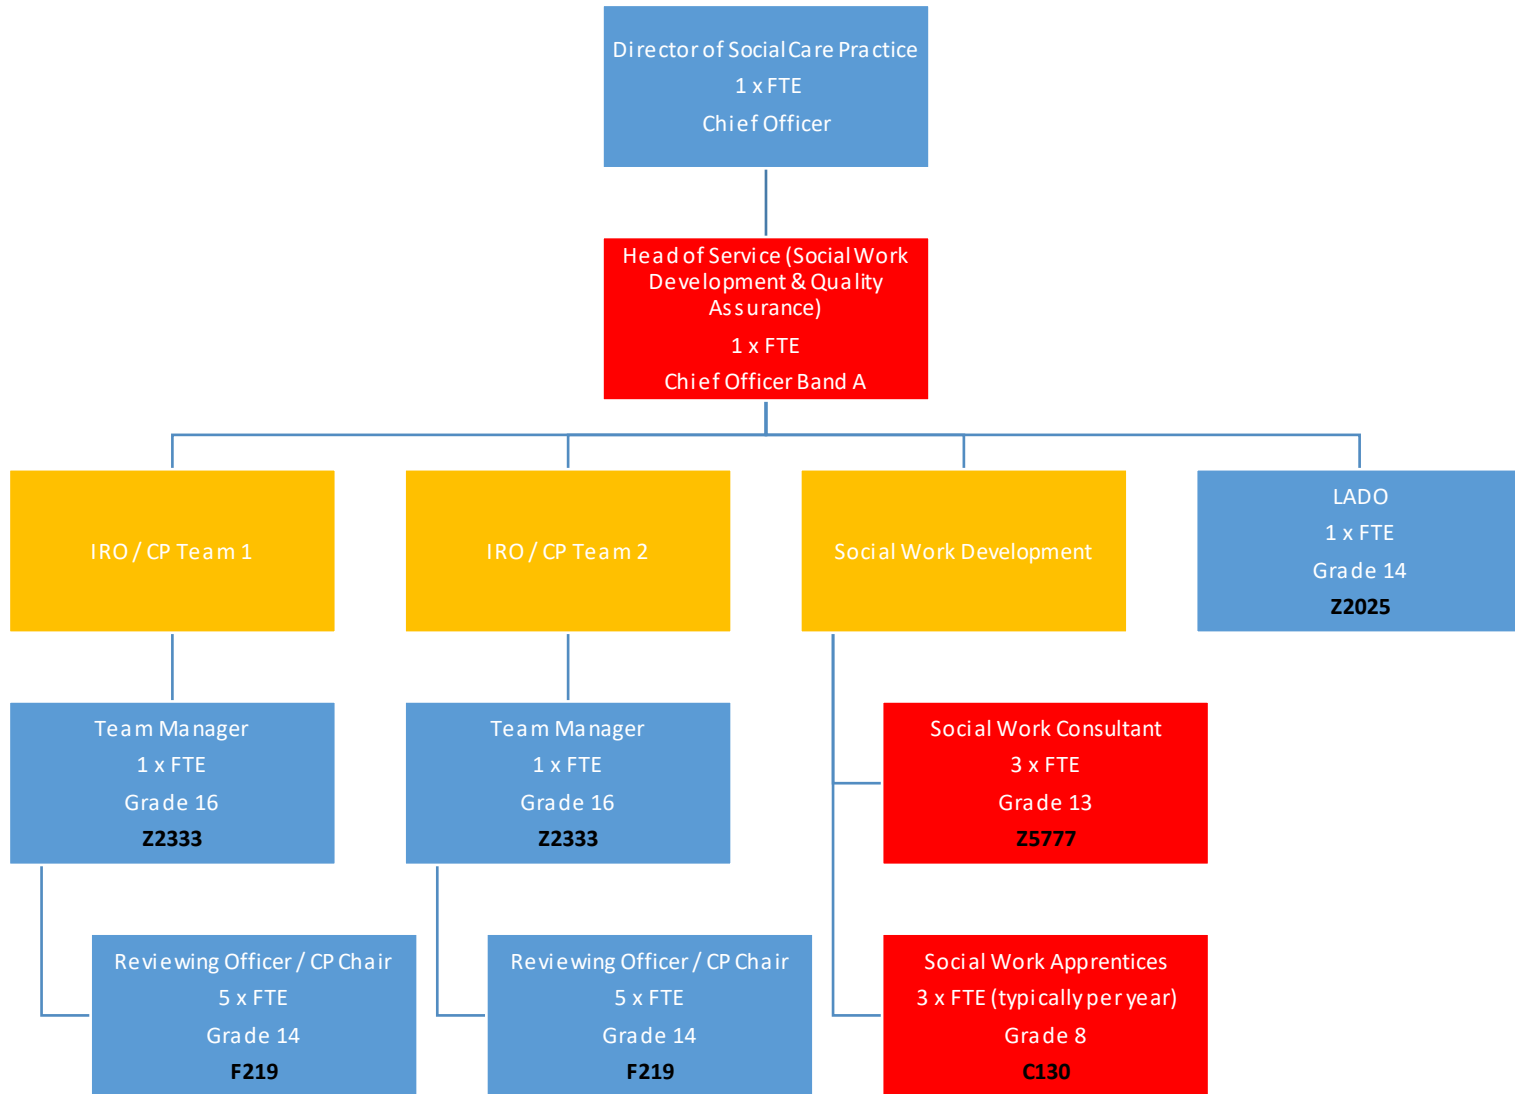 Director of Social Care Practice
1 x FTE
Chief Officer
Head of Service (Social Work
Development & Quality
Assurance)
1 x FTE
Chief Officer Band A
IRO / CP Team 1
IRO / CP Team 2
Social Work Development
LADO
1 x FTE
Grade 14
Z2025
Team Manager
1 x FTE
Grade 16
Z2333
Team Manager
1 x FTE
Grade 16
Z2333
Social Work Consultant
3 x FTE
Grade 13
Z5777
Reviewing Officer / CP Chair
5 x FTE
Grade 14
F219
Reviewing Officer / CP Chair
5 x FTE
Grade 14
F219
Social Work Apprentices
3 x FTE (typically per year)
Grade 8
C130